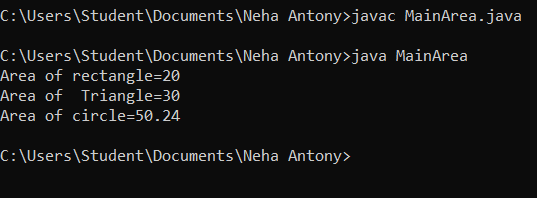 C:\Users\Student\Documents\Neha Antony>javac MainArea.java
C:\Users\Student\Documents\Neha Antony>java MainArea
Area of rectangle=20
Area of  Triangle=30
Area of circle=50.24
C:\Users\Student\Documents\Neha Antony>